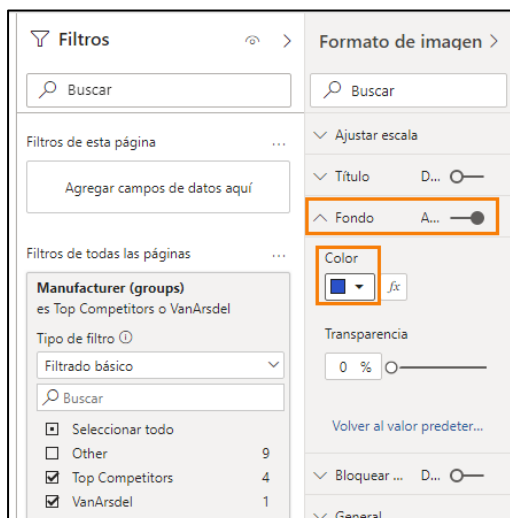 Filtros
Buscar
Filtros de esta página ...
Agregar campos de datos aquí
Filtros de todas las páginas ...
Manufacturer (groups)
es Top Competitors o VanArsdel
Tipo de filtro
Filtrado básico
Buscar
Seleccionar todo
Other 9
Top Competitors 4
VanArsdel 1
Formato de imagen
Buscar
Ajustar escala
Título D...
Fondo A...
Color
fx
Transparencia
0 %
Volver al valor predeter...
Bloquear ... D...
General